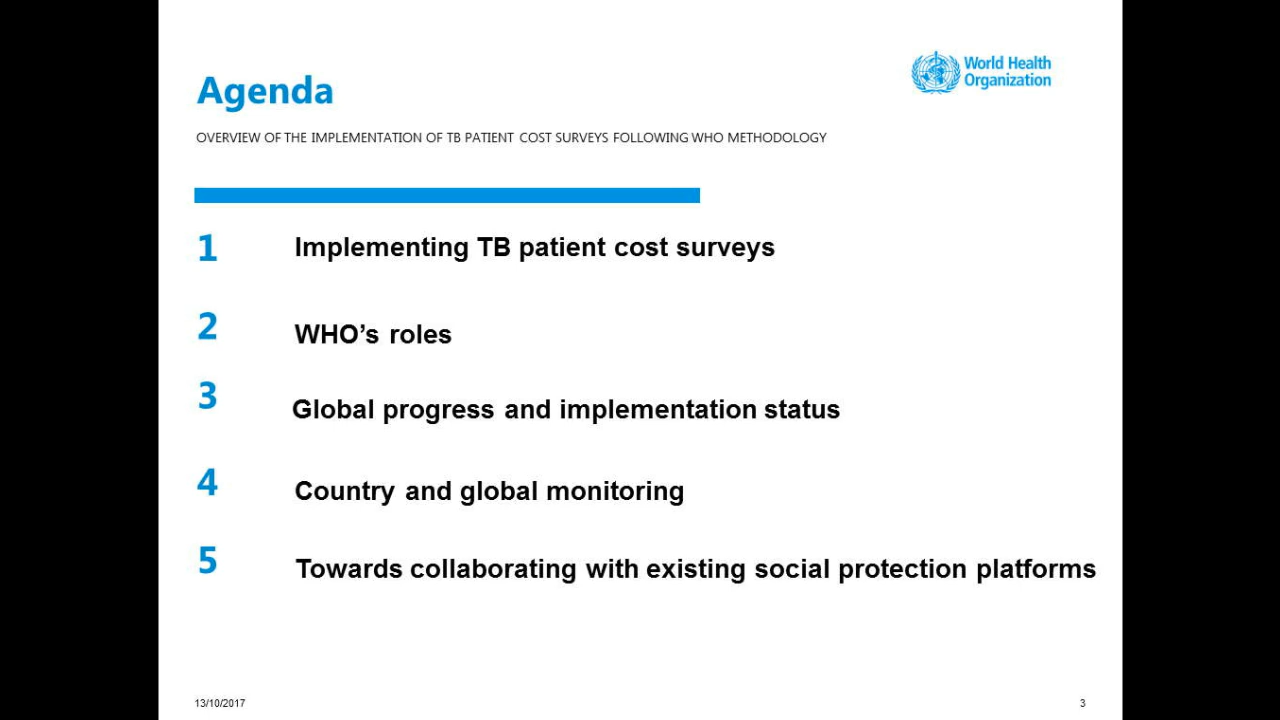 World Health
Organization
Agenda
OVERVIEW OF THE IMPLEMENTATION OF TB PATIENT COST SURVEYS FOLLOWING WHO METHODOLOGY
1 Implementing TB patient cost surveys
2 WHO’s roles
3 Global progress and implementation status
4 Country and global monitoring
5 Towards collaborating with existing social protection platforms
13/10/2017 3